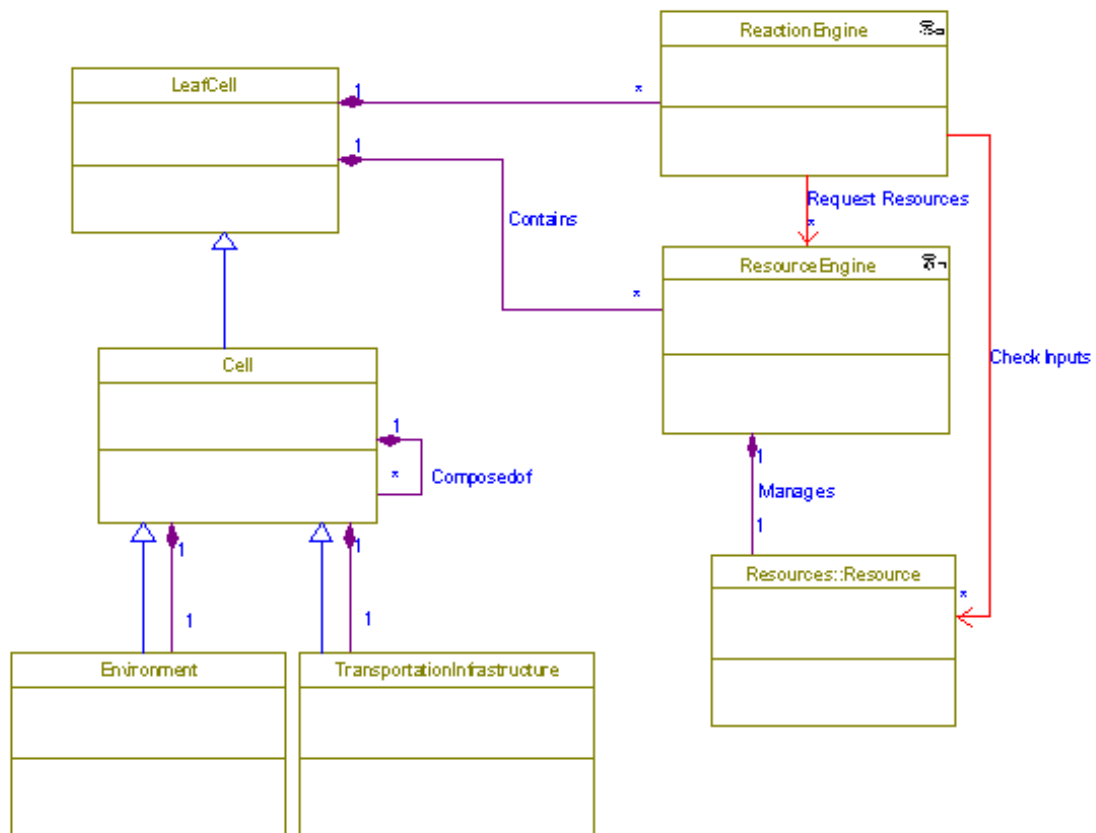 ReactionEngine
LeafCell
1
*
1
Request Resources
*
Contains
ResourceEngine
*
Cell
Check Inputs
1
*
Composedof
1
Manages
1
1
1
Resources::Resource
*
1
1
Environment
TransportationInfrastructure